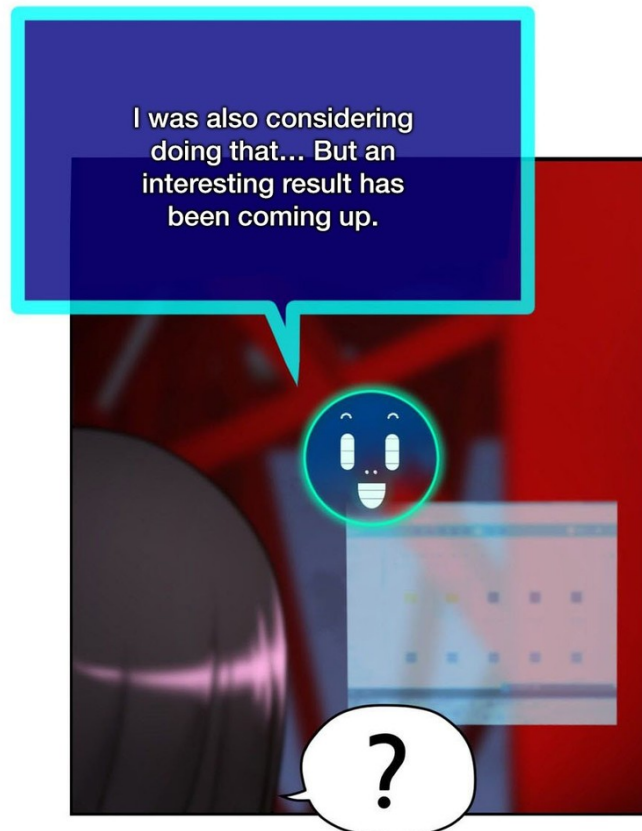 I was also considering
doing that... But an
interesting result has
been coming up.
?